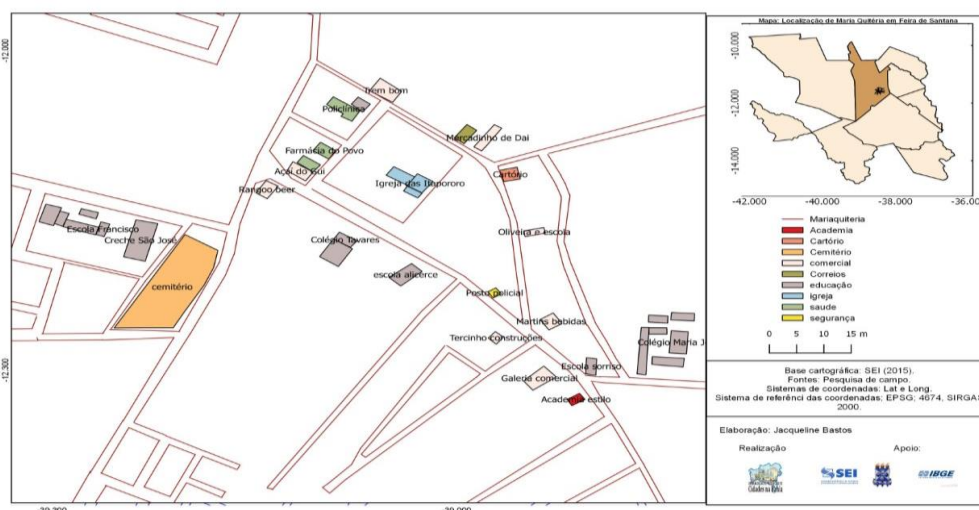 -12.000
-12.300
-39.000
Trem bom
Policlínica
Mercadinho de Dai
Farmácia do Povo
Açaí do Rui
Rangoo beer
Cartório
Escola Francisco
Creche São José
Colégio Tavares
Oliveira e escola
escola alicerce
cemitério
Posto policial
Martins bebidas
Tercinho construções
Colégio Maria J
Escola sorriso
Galeria comercial
Academia estilo
Mapa: Localização de Maria Quitéria em Feira de Santana
-10.000
-12.000
-14.000
-42.000 -40.000 -38.000 -36.00
Mariaquiteria
Academia
Cartório
Cemitério
comercial
Correios
educação
Igreja
saude
segurança
0 5 10 15 m
Base cartográfica: SEI (2015).
Fontes: Pesquisa de campo.
Sistemas de coordenadas: Lat e Long.
Sistema de referênci das coordenadas: EPSG: 4674, SIRGAS
2000.
Elaboração: Jacqueline Bastos
Realização Apoio:
SEI
IBGE